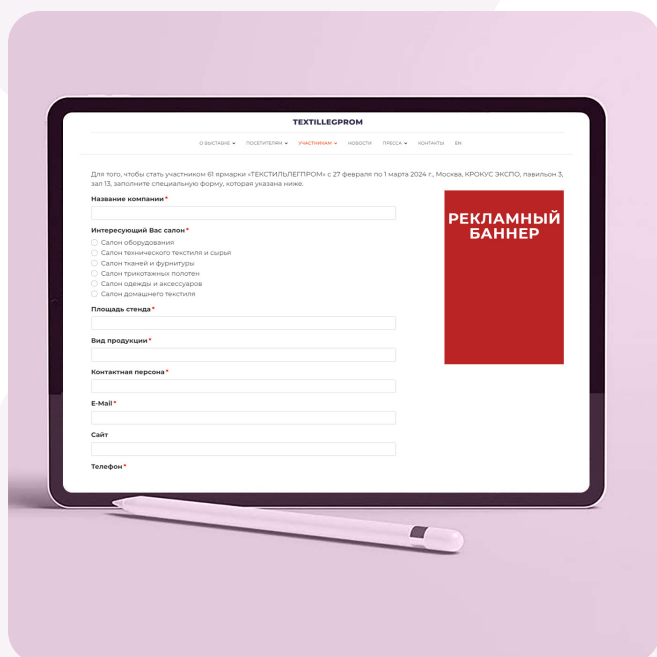 TEXTILLEGPROM
О ВЫСТАВКЕ ПОСЕТИТЕЛЯМ УЧАСТНИКАМ НОВОСТИ ПРЕССА КОНТАКТЫ EN
Для того, чтобы стать участником 61 ярмарки «ТЕКСТИЛЬЛЕГПРОМ» с 27 февраля по 1 марта 2024 г., Москва, КРОКУС ЭКСПО, павильон 3,
зал 13, заполните специальную форму, которая указана ниже.
Название компании *
Интересующий Вас салон *
Салон оборудования
Салон технического текстиля и сырья
Салон тканей и фурнитуры
Салон трикотажных полотен
Салон одежды и аксессуаров
Салон домашнего текстиля
Площадь стенда *
Вид продукции *
Контактная персона *
E-Mail *
Сайт
Телефон *
РЕКЛАМНЫЙ
БАННЕР